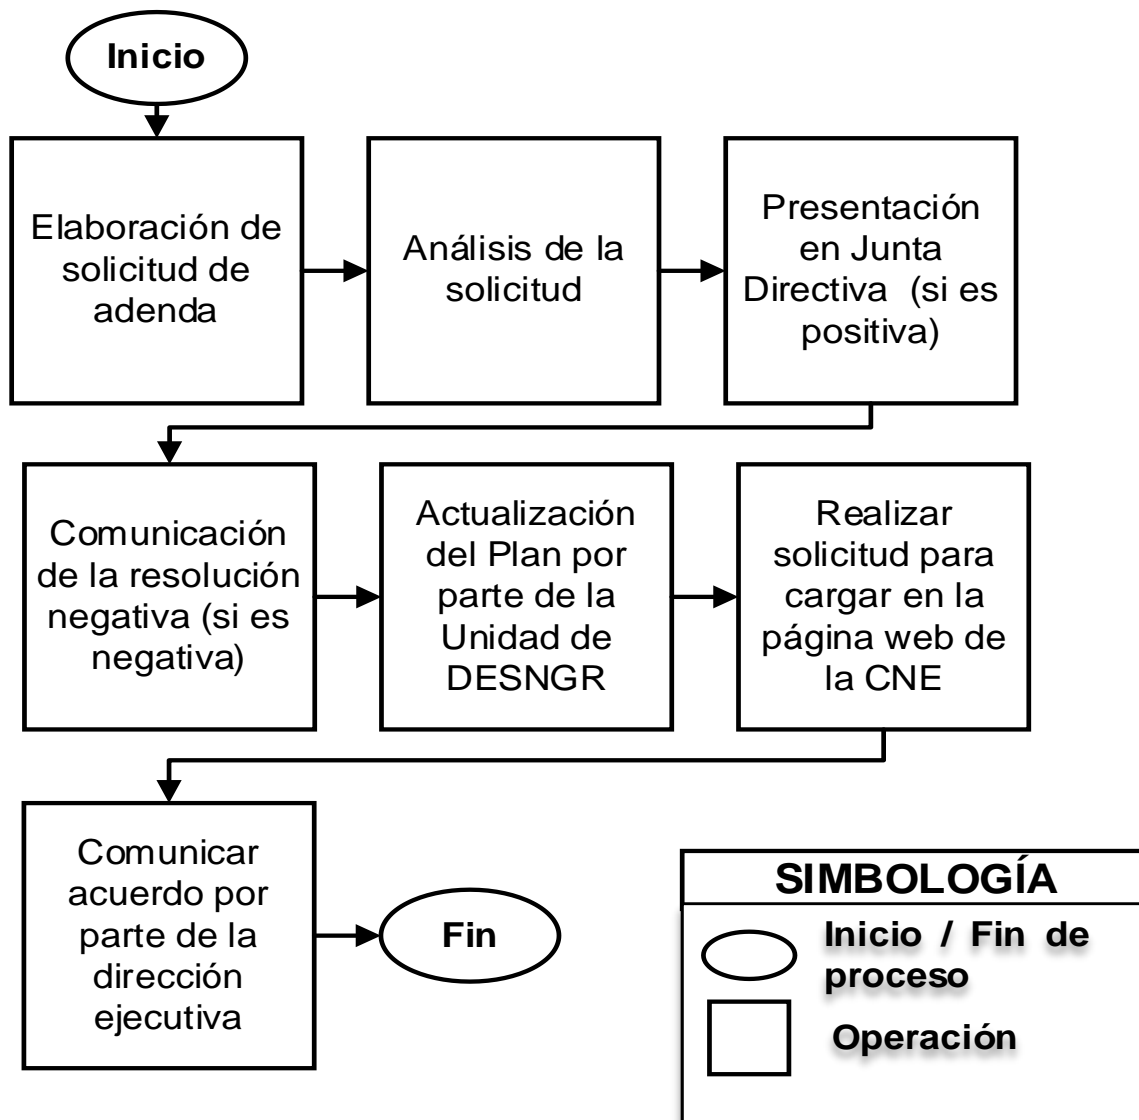 Inicio
Elaboración de
solicitud de
adenda
Análisis de la
solicitud
Presentación
en Junta
Directiva (si es
positiva)
Comunicación
de la resolución
negativa (si es
negativa)
Actualización
del Plan por
parte de la
Unidad de
DESNGR
Realizar
solicitud para
cargar en la
página web de
la CNE
Comunicar
acuerdo por
parte de la
dirección
ejecutiva
Fin
SIMBOLOGÍA
Inicio / Fin de
proceso
Operación